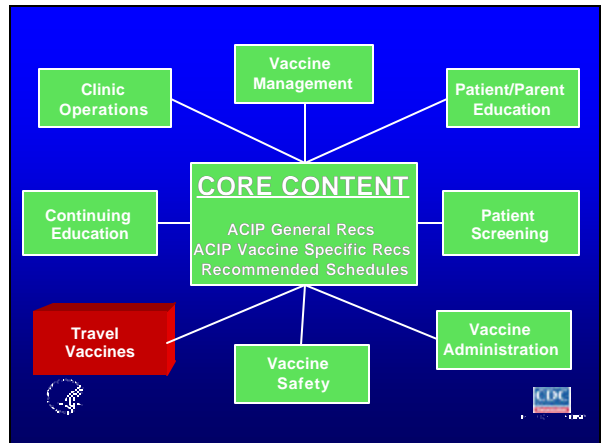 Vaccine
Management
Clinic
Operations
Patient/Parent
Education
CORE CONTENT
ACIP General Recs
ACIP Vaccine Specific Recs
Recommended Schedules
Continuing
Education
Patient
Screening
Travel
Vaccines
Vaccine
Safety
Vaccine
Administration
CDC